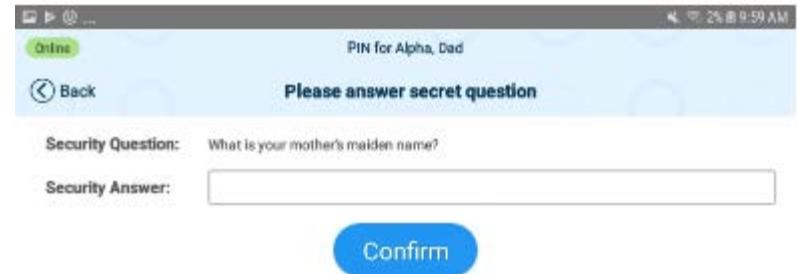 ... 2% 9:59 AM
Online
PIN for Alpha, Dad
Back
Please answer secret question
Security Question: What is your mother's maiden name?
Security Answer:
Confirm